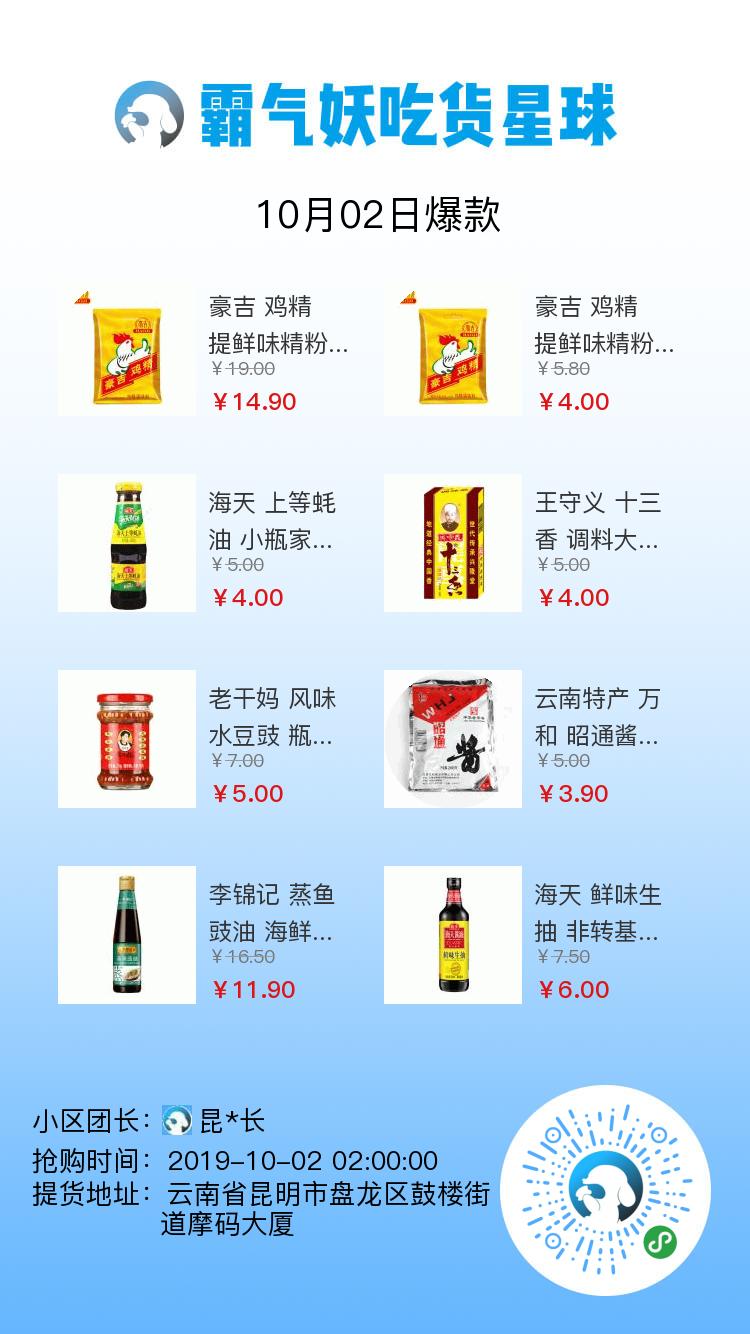 霸气妖吃货星球
10月02日爆款
豪吉 鸡精
提鲜味精粉...
￥19.00
￥14.90
豪吉 鸡精
提鲜味精粉...
￥5.80
￥4.00
海天 上等蚝
油 小瓶家...
￥5.00
￥4.00
王守义 十三
香 调料大...
￥5.00
￥4.00
老干妈 风味
水豆豉 瓶...
￥7.00
￥5.00
云南特产 万
和 昭通酱...
￥5.00
￥3.90
李锦记 蒸鱼
豉油 海鲜...
￥16.50
￥11.90
海天 鲜味生
抽 非转基...
￥7.50
￥6.00
小区团长： 昆*长
抢购时间：2019-10-02 02:00:00
提货地址：云南省昆明市盘龙区鼓楼街
道摩码大厦